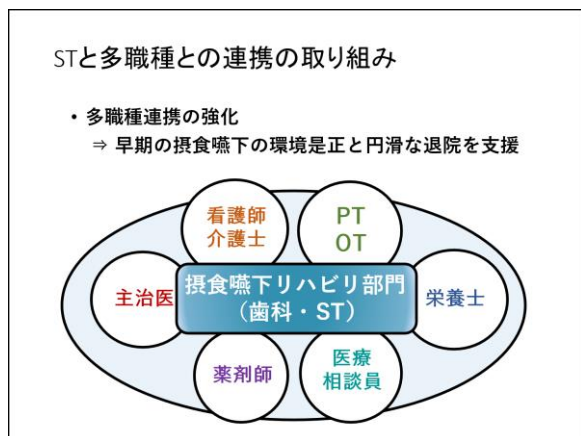 STと多職種との連携の取り組み
• 多職種連携の強化
⇒ 早期の摂食嚥下の環境是正と円滑な退院を支援
看護師
介護士
PT
OT
主治医
摂食嚥下リハビリ部門
（歯科・ST）
栄養士
薬剤師
医療
相談員